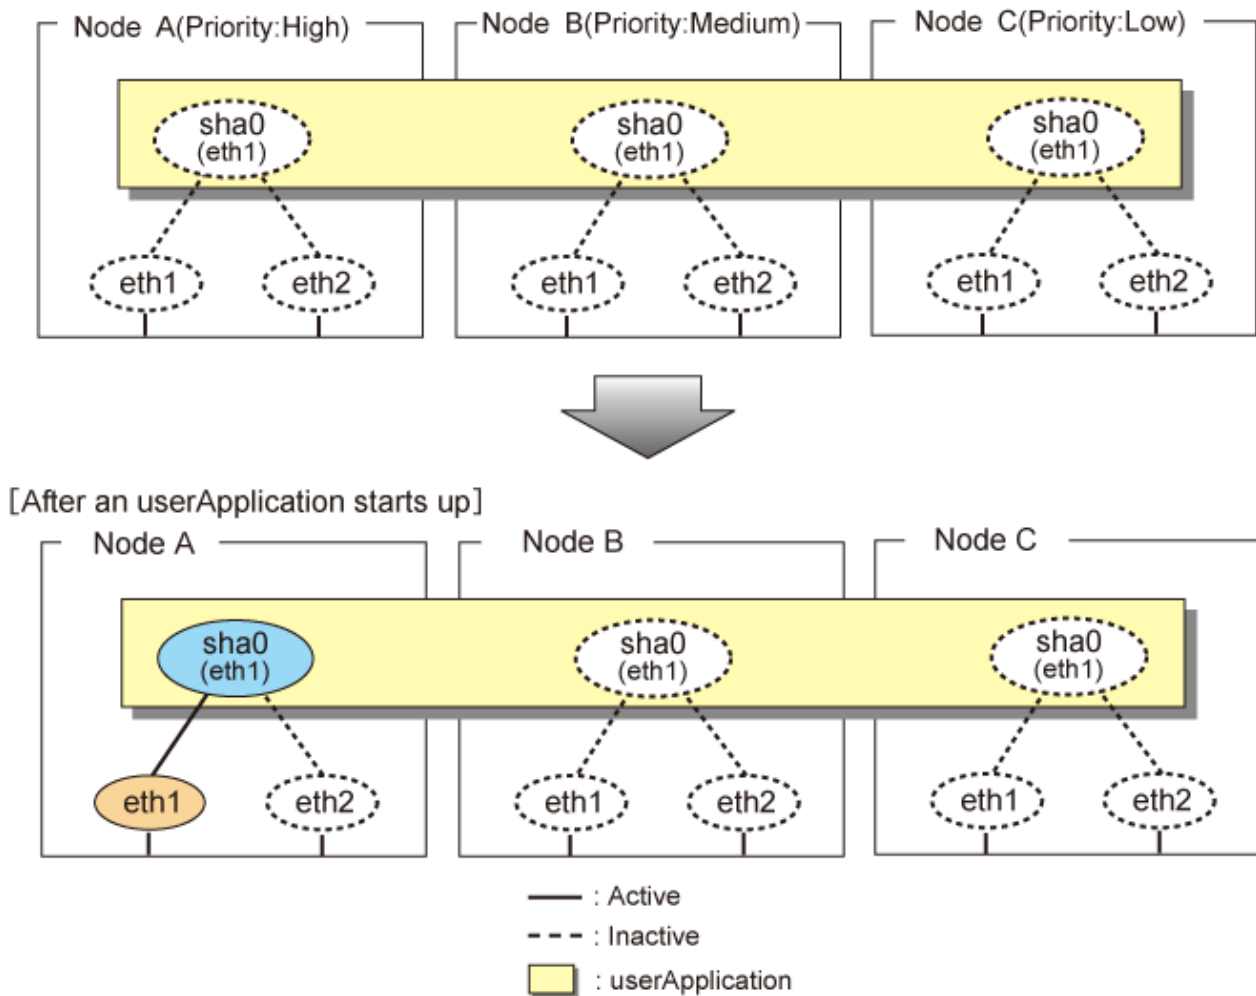 Node A(Priority:High)
Node B(Priority:Medium)
Node C(Priority:Low)
sha0
(eth1)
sha0
(eth1)
sha0
(eth1)
eth1
eth2
eth1
eth2
eth1
eth2
[After an userApplication starts up]
Node A
Node B
Node C
sha0
(eth1)
sha0
(eth1)
sha0
(eth1)
eth1
eth2
eth1
eth2
eth1
eth2
: Active
: Inactive
: userApplication